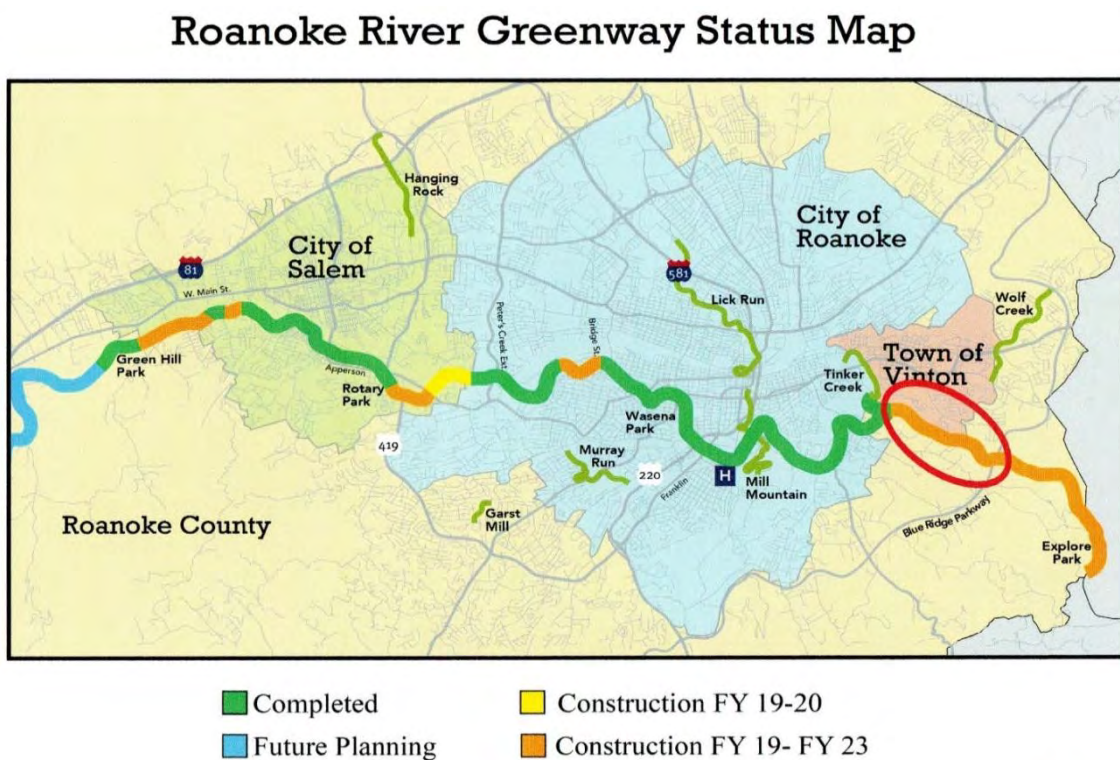 Roanoke River Greenway Status Map
Hanging
Rock
City of
Salem
City of
Roanoke
81
W. Main St.
581
Lick Run
Peter's Creek Ext.
Bridge St.
Wolf
Creek
Green Hill
Park
Apperson
Rotary
Park
Town of
Vinton
Tinker
Creek
Wasena
Park
419
Murray
Run
220
Franklin
H
Mill
Mountain
Garst
Mill
Blue Ridge Parkway
Roanoke County
Explore
Park
Completed
Construction FY 19-20
Future Planning
Construction FY 19- FY 23